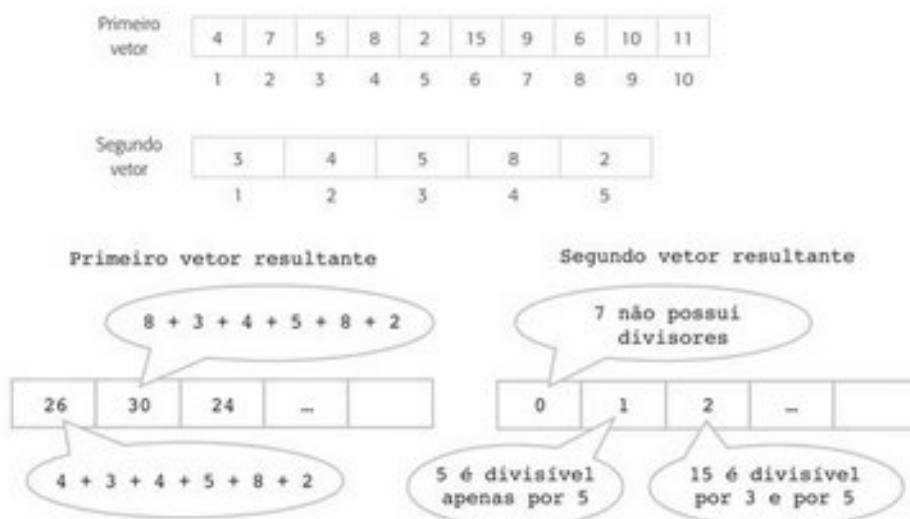 Primeiro
vetor
4 7 5 8 2 15 9 6 10 11
1 2 3 4 5 6 7 8 9 10
Segundo
vetor
3 4 5 8 2
1 2 3 4 5
Primeiro vetor resultante
8 + 3 + 4 + 5 + 8 + 2
26 30 24 …
4 + 3 + 4 + 5 + 8 + 2
Segundo vetor resultante
7 não possui
divisores
0 1 2 …
5 é divisível
apenas por 5
15 é divisível
por 3 e por 5